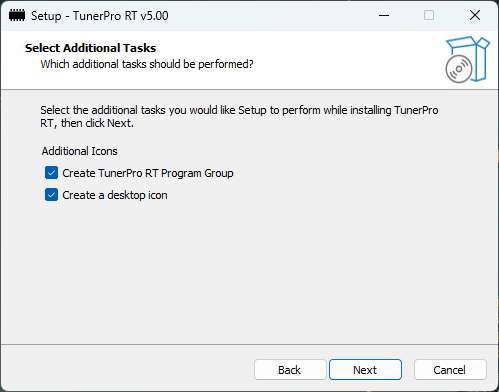 Setup - TunerPro RT v5.00
Select Additional Tasks
Which additional tasks should be performed?
Select the additional tasks you would like Setup to perform while installing TunerPro
RT, then click Next.
Additional Icons
Create TunerPro RT Program Group
Create a desktop icon
Back Next Cancel